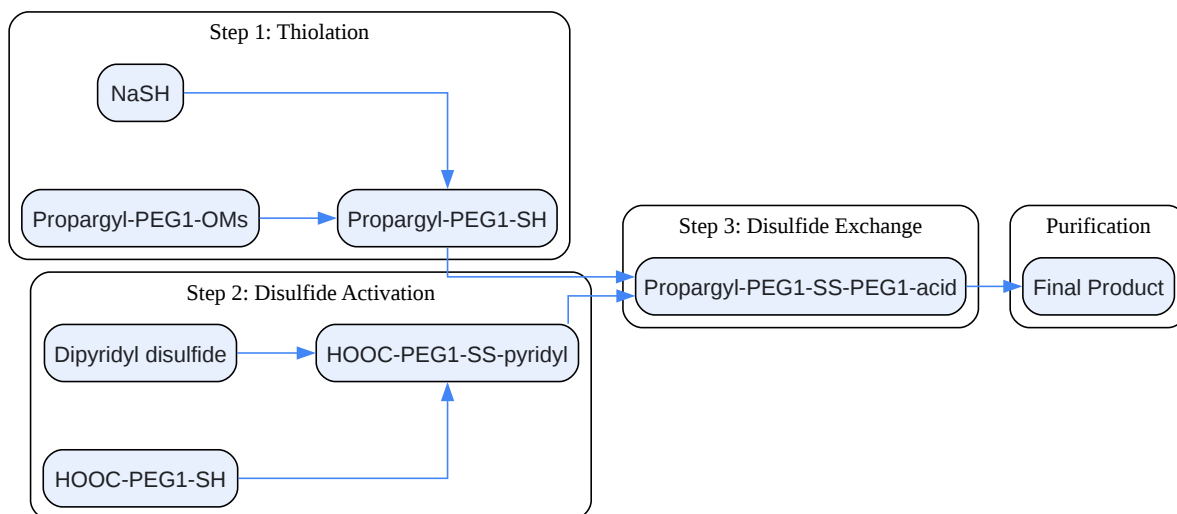 Step 1: Thiolation
NaSH
Propargyl-PEG1-OMs
Propargyl-PEG1-SH
Step 2: Disulfide Activation
Dipyridyl disulfide
HOOC-PEG1-SS-pyridyl
HOOC-PEG1-SH
Step 3: Disulfide Exchange
Propargyl-PEG1-SS-PEG1-acid
Purification
Final Product